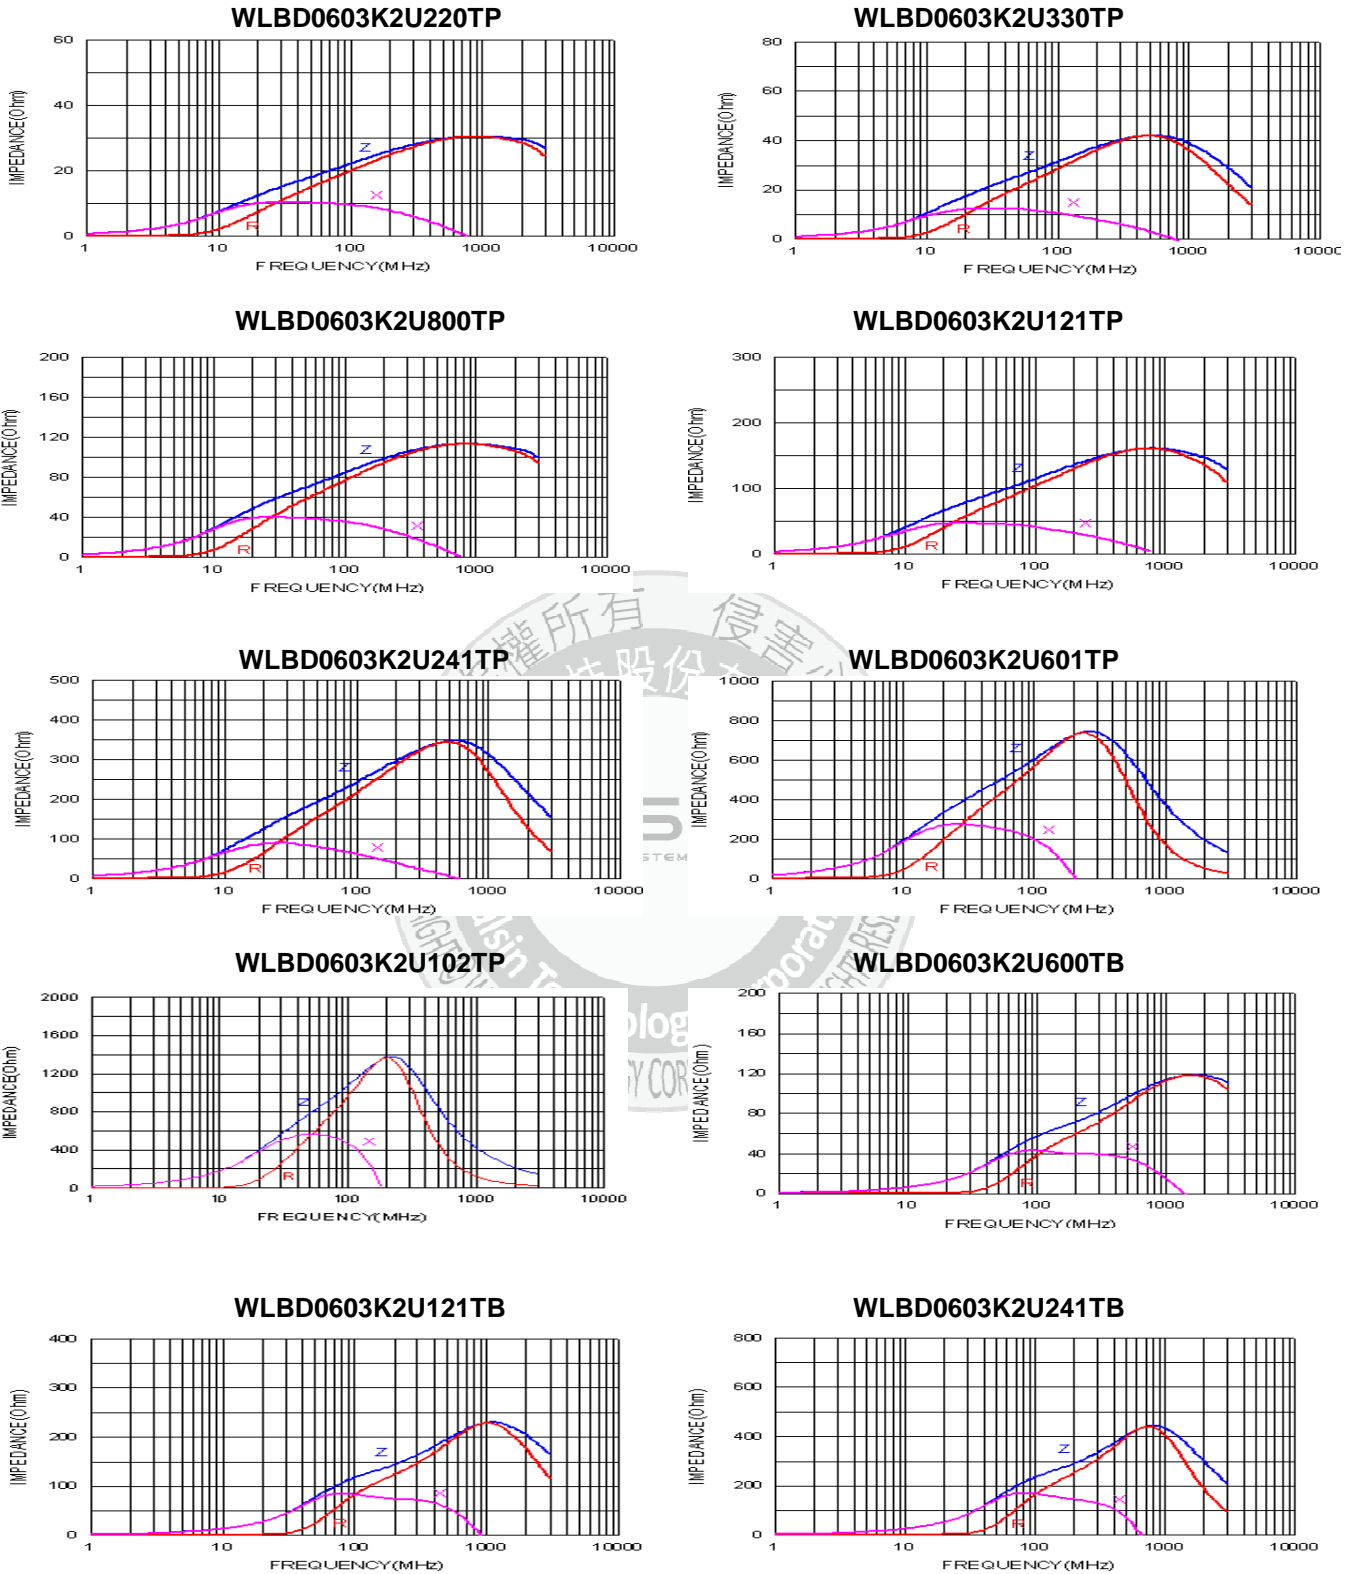 WLBD0603K2U220TP
60
40
20
0
IMPEDANCE(Ohm)
Z
X
R
1 10 100 1000 10000
FREQUENCY(MHz)
WLBD0603K2U330TP
80
60
40
20
0
IMPEDANCE(Ohm)
Z
X
R
1 10 100 1000 10000
FREQUENCY(MHz)
WLBD0603K2U800TP
200
160
120
80
40
0
IMPEDANCE(Ohm)
Z
X
R
1 10 100 1000 10000
FREQUENCY(MHz)
WLBD0603K2U121TP
300
200
100
0
IMPEDANCE(Ohm)
Z
X
R
1 10 100 1000 10000
FREQUENCY(MHz)
權所有 侵害
股份
WLBD0603K2U241TP
500
400
300
200
100
0
IMPEDANCE(Ohm)
Z
X
R
1 10 100 1000 10000
FREQUENCY(MHz)
WLBD0603K2U601TP
1000
800
600
400
200
0
IMPEDANCE(Ohm)
Z
X
R
1 10 100 1000 10000
FREQUENCY(MHz)
WLBD0603K2U102TP
2000
1600
1200
800
400
0
IMPEDANCE(Ohm)
Z
X
R
1 10 100 1000 10000
FREQUENCY(MHz)
WLBD0603K2U600TB
200
160
120
80
40
0
IMPEDANCE(Ohm)
Z
X
R
1 10 100 1000 10000
FREQUENCY(MHz)
WLBD0603K2U121TB
400
300
200
100
0
IMPEDANCE(Ohm)
Z
X
R
1 10 100 1000 10000
FREQUENCY(MHz)
WLBD0603K2U241TB
800
600
400
200
0
IMPEDANCE(Ohm)
Z
X
R
1 10 100 1000 10000
FREQUENCY(MHz)